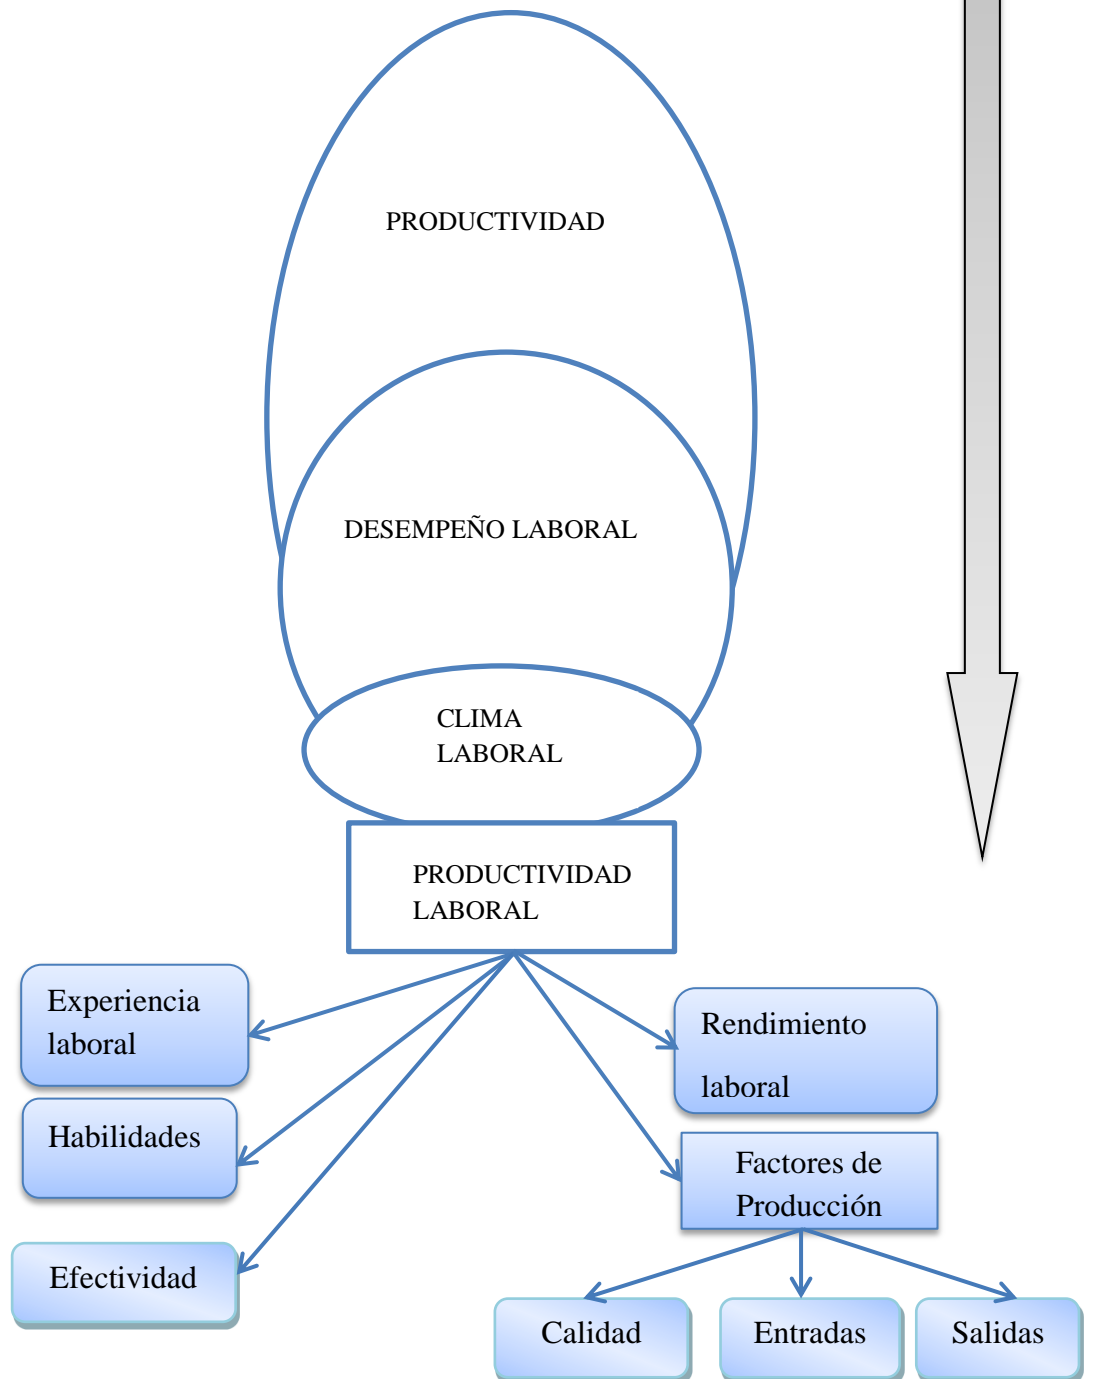 PRODUCTIVIDAD
DESEMPEÑO LABORAL
CLIMA
LABORAL
PRODUCTIVIDAD
LABORAL
Experiencia
laboral
Rendimiento
laboral
Habilidades
Factores de
Producción
Efectividad
Calidad
Entradas
Salidas